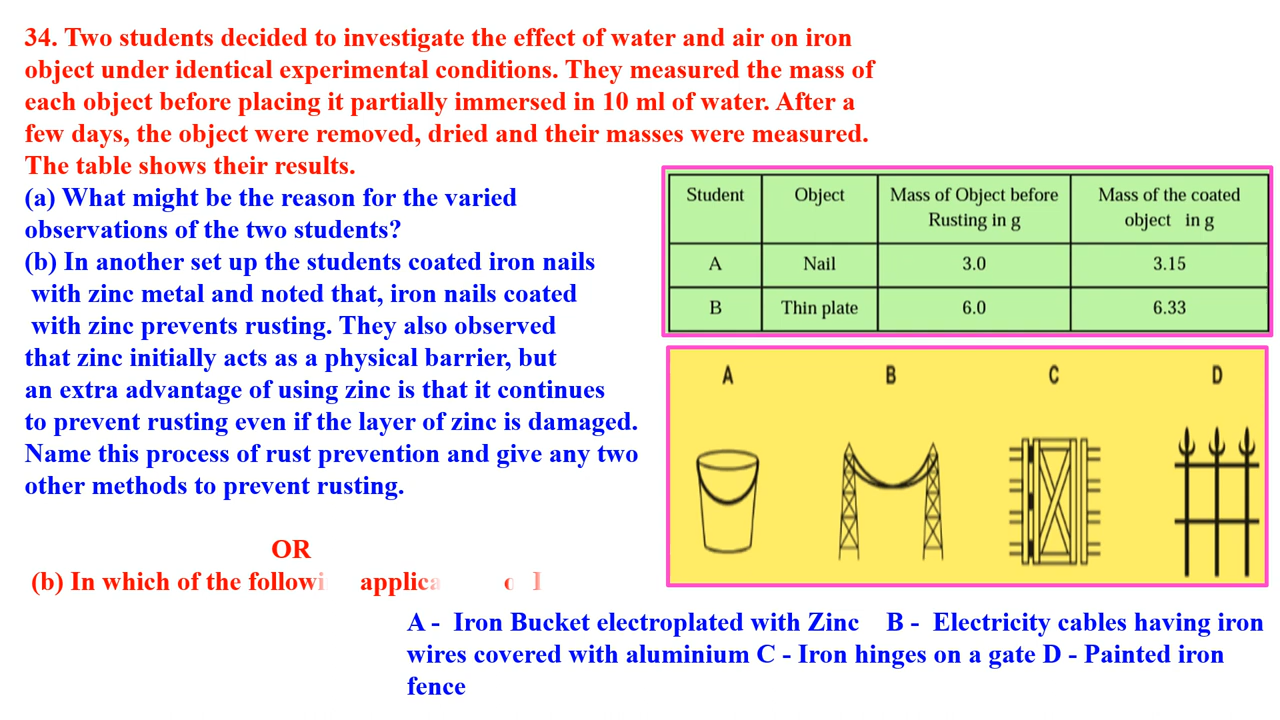 34. Two students decided to investigate the effect of water and air on iron
object under identical experimental conditions. They measured the mass of
each object before placing it partially immersed in 10 ml of water. After a
few days, the object were removed, dried and their masses were measured.
The table shows their results.
(a) What might be the reason for the varied
observations of the two students?
(b) In another set up the students coated iron nails
with zinc metal and noted that, iron nails coated
with zinc prevents rusting. They also observed
that zinc initially acts as a physical barrier, but
an extra advantage of using zinc is that it continues
to prevent rusting even if the layer of zinc is damaged.
Name this process of rust prevention and give any two
other methods to prevent rusting.
OR
(b) In which of the
Student Object Mass of Object before Rusting in g Mass of the coated object in g
A Nail 3.0 3.15
B Thin plate 6.0 6.33
A B C D
A - Iron Bucket electroplated with Zinc B - Electricity cables having iron
wires covered with aluminium C - Iron hinges on a gate D - Painted iron
fence